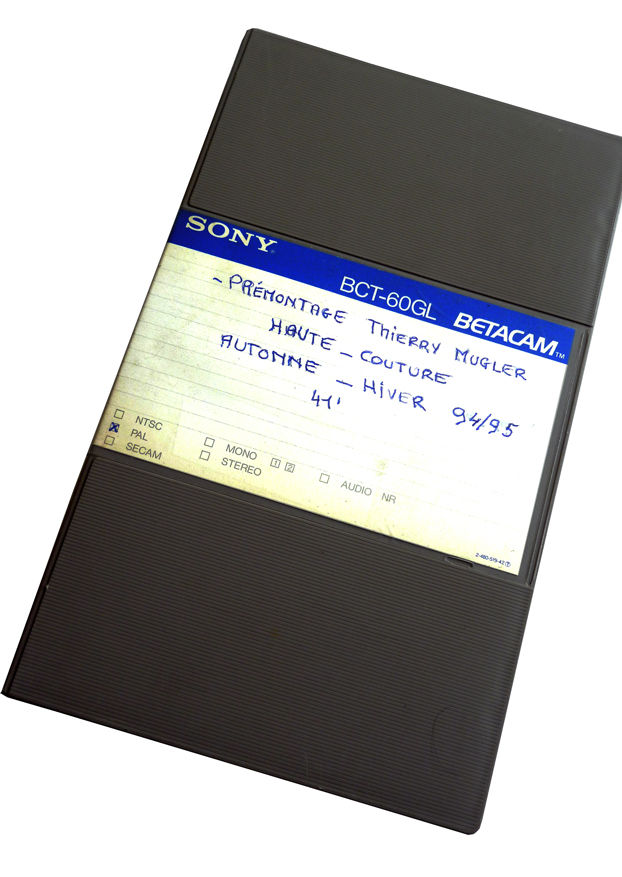 SONY
BCT-60GL BETACAM™
- PRÉMONTAGE THIERRY MUGLER
HAUTE - COUTURE
AUTOMNE - HIVER 94/95
41'
NTSC
PAL
SECAM
MONO 1 2
STEREO
AUDIO NR